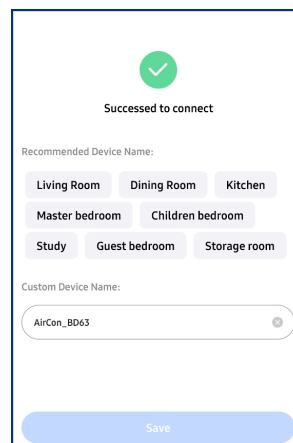 Successed to connect
Recommended Device Name:
Living Room Dining Room Kitchen
Master bedroom Children bedroom
Study Guest bedroom Storage room
Custom Device Name:
AirCon_BD63
Save